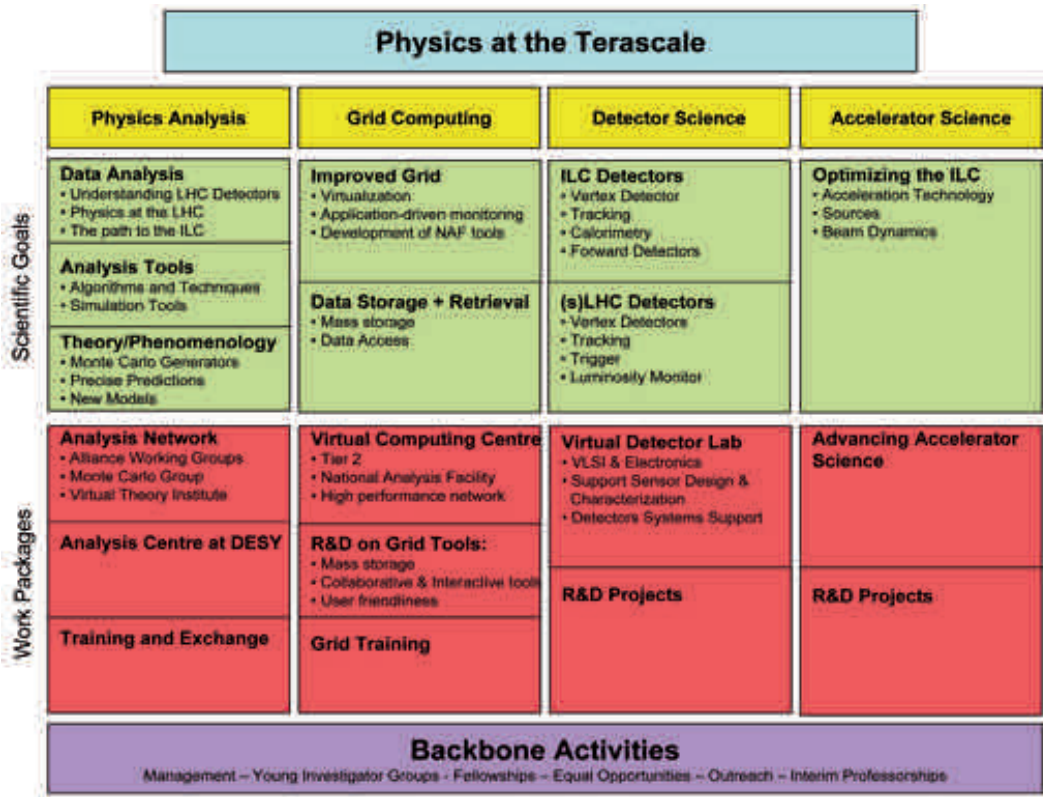 Physics at the Terascale
Physics Analysis
Grid Computing
Detector Science
Accelerator Science
Scientific Goals
Data Analysis
• Understanding LHC Detectors
• Physics at the LHC
• The path to the ILC
Analysis Tools
• Algorithms and Techniques
• Simulation Tools
Theory/Phenomenology
• Monte Carlo Generators
• Precise Predictions
• New Models
Improved Grid
• Virtualization
• Application-driven monitoring
• Development of NAF tools
Data Storage + Retrieval
• Mass storage
• Data Access
ILC Detectors
• Vertex Detector
• Tracking
• Calorimetry
• Forward Detectors
(s)LHC Detectors
• Vertex Detectors
• Tracking
• Trigger
• Luminosity Monitor
Optimizing the ILC
• Acceleration Technology
• Sources
• Beam Dynamics
Work Packages
Analysis Network
• Alliance Working Groups
• Monte Carlo Group
• Virtual Theory Institute
Analysis Centre at DESY
Training and Exchange
Virtual Computing Centre
• Tier 2
• National Analysis Facility
• High performance network
R&D on Grid Tools:
• Mass storage
• Collaborative & Interactive tools
• User friendliness
Grid Training
Virtual Detector Lab
• VLSI & Electronics
• Support Sensor Design &
Characterization
• Detectors Systems Support
R&D Projects
Advancing Accelerator
Science
R&D Projects
Backbone Activities
Management – Young Investigator Groups - Fellowships – Equal Opportunities – Outreach – Interim Professorships